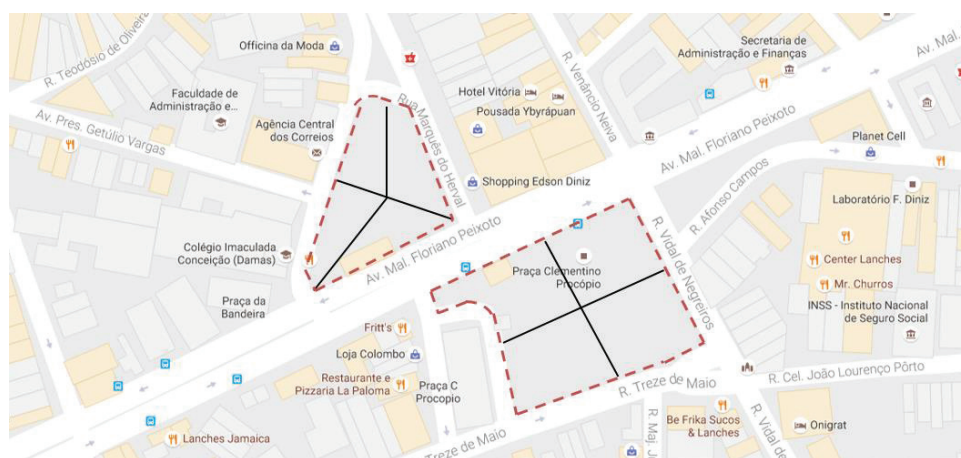 R. Teodósio de Oliveira
Officina da Moda
Faculdade de
Administração e...
Av. Pres. Getúlio Vargas
Agência Central
dos Correios
Rua Marquês do Herval
Hotel Vitória
Pousada Ybyrápuan
R. Venâncio Neiva
Secretaria de
Administração e Finanças
Av. Mal.
Planet Cell
Av. Mal. Floriano Peixoto
Shopping Edson Diniz
R. Afonso Campos
Laboratório F. Diniz
Colégio Imaculada
Conceição (Damas)
Av. Mal. Floriano Peixoto
Praça Clementino
Procópio
R. Vidal de Negreiros
Center Lanches
Mr. Churros
Praça da
Bandeira
INSS - Instituto Nacional
de Seguro Social
Fritt's
Loja Colombo
Restaurante e
Pizzaria La Paloma
Praça C
Procopio
R. Treze de Maio
R. Cel. João Lourenço Pôrto
Lanches Jamaica
Treze de Maio
R. Maj. J
Be Frika Sucos
& Lanches
R. Vidal de
Onigrat